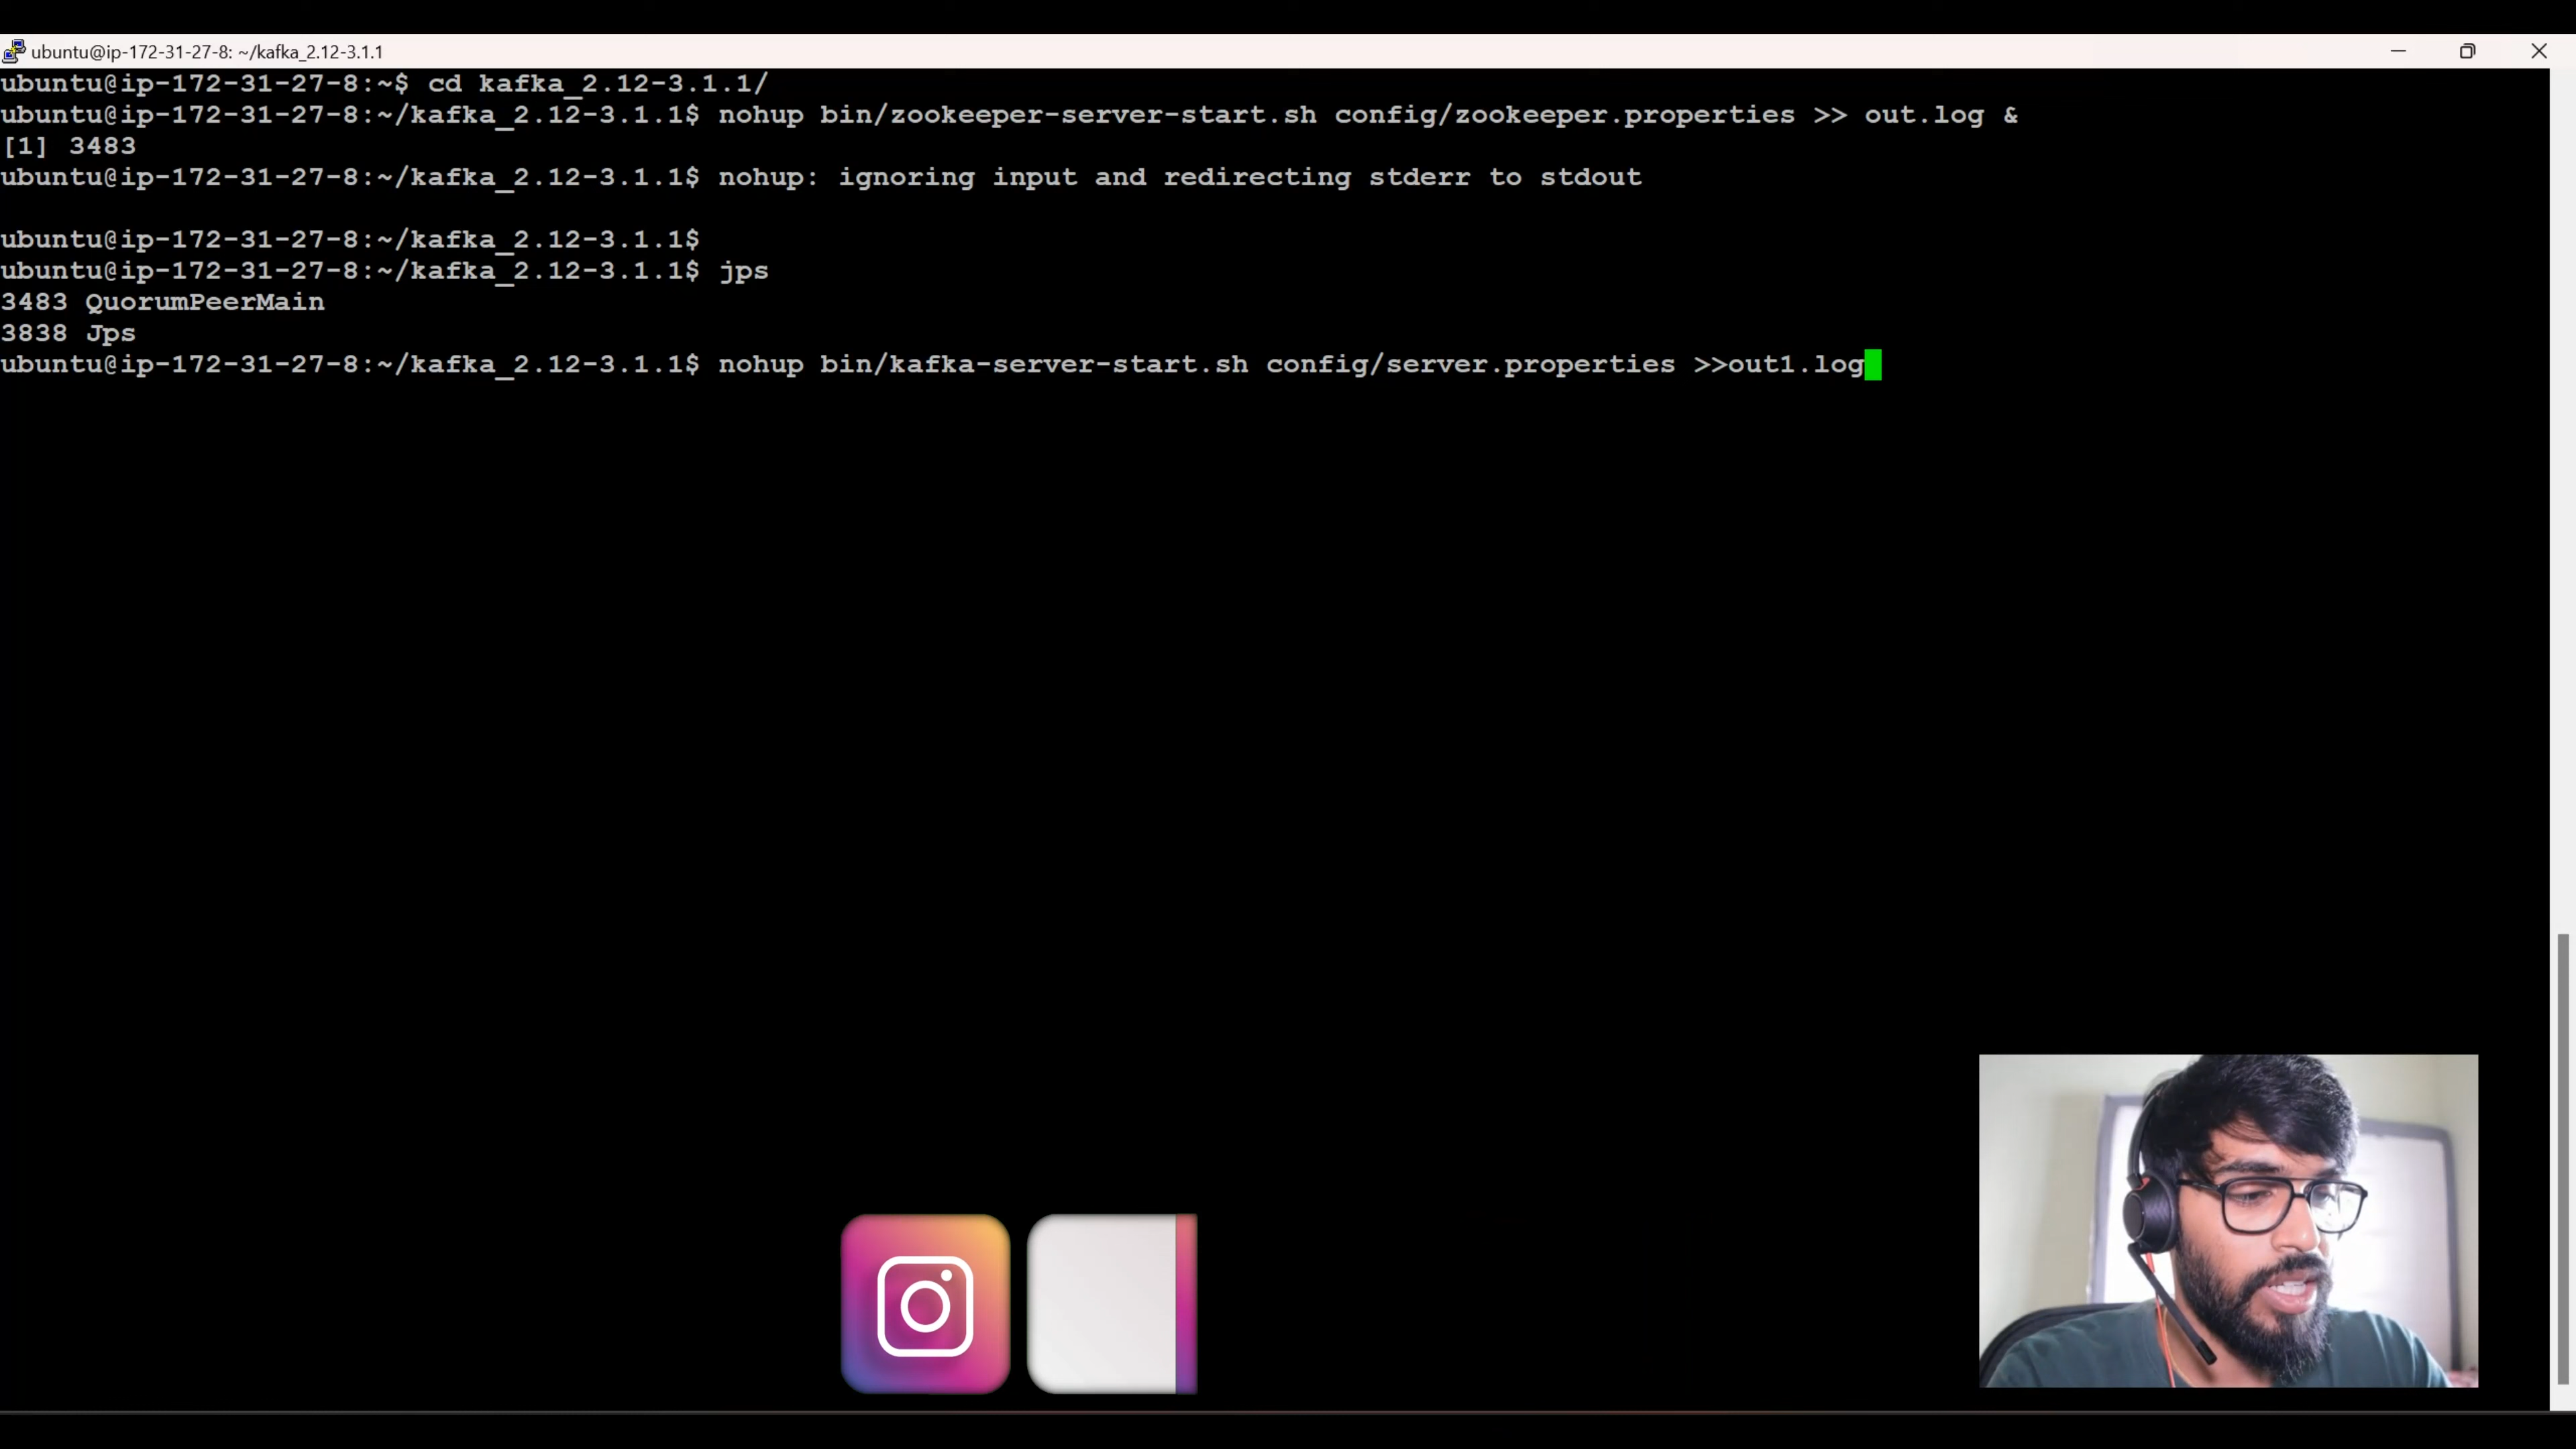 ubuntu@ip-172-31-27-8: ~/kafka_2.12-3.1.1
ubuntu@ip-172-31-27-8:~$ cd kafka_2.12-3.1.1/
ubuntu@ip-172-31-27-8:~/kafka_2.12-3.1.1$ nohup bin/zookeeper-server-start.sh config/zookeeper.properties >> out.log &
[1] 3483
ubuntu@ip-172-31-27-8:~/kafka_2.12-3.1.1$ nohup: ignoring input and redirecting stderr to stdout
ubuntu@ip-172-31-27-8:~/kafka_2.12-3.1.1$
ubuntu@ip-172-31-27-8:~/kafka_2.12-3.1.1$ jps
3483 QuorumPeerMain
3838 Jps
ubuntu@ip-172-31-27-8:~/kafka_2.12-3.1.1$ nohup bin/kafka-server-start.sh config/server.properties >>out1.log